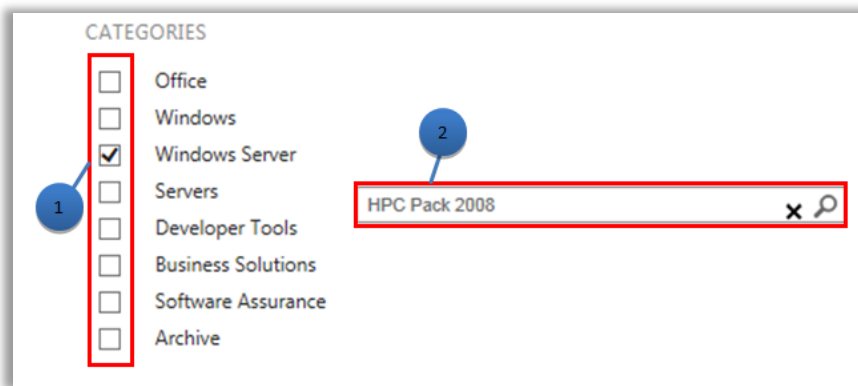 CATEGORIES
Office
Windows
2
Windows Server
1
Servers
HPC Pack 2008
Developer Tools
Business Solutions
Software Assurance
Archive